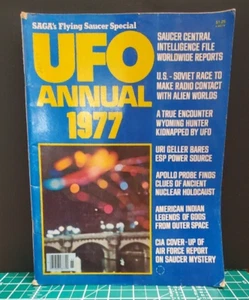 SAGA's Flying Saucer Special
UFO
ANNUAL
1977
SAUCER CENTRAL
INTELLIGENCE FILE
WORLDWIDE REPORTS
U.S.-SOVIET RACE TO
MAKE RADIO CONTACT
WITH ALIEN WORLDS
A TRUE ENCOUNTER
WYOMING HUNTER
KIDNAPPED BY UFO
URI GELLER BARES
ESP POWER SOURCE
APOLLO PROBE FINDS
CLUES OF ANCIENT
NUCLEAR HOLOCAUST
AMERICAN INDIAN
LEGENDS OF GODS
FROM OUTER SPACE
CIA COVER-UP OF
AIR FORCE REPORT
ON SAUCER MYSTERY